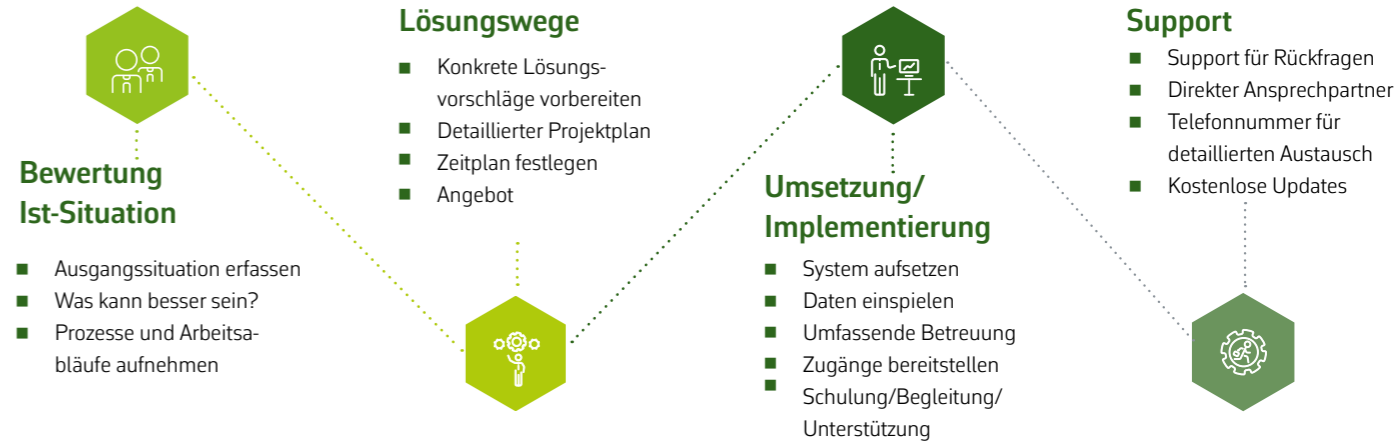 Bewertung
Ist-Situation
Ausgangssituation erfassen
Was kann besser sein?
Prozesse und Arbeitsa-
bläufe aufnehmen
Lösungswege
Konkrete Lösungs-
vorschläge vorbereiten
Detaillierter Projektplan
Zeitplan festlegen
Angebot
Umsetzung/
Implementierung
System aufsetzen
Daten einspielen
Umfassende Betreuung
Zugänge bereitstellen
Schulung/Begleitung/
Unterstützung
Support
Support für Rückfragen
Direkter Ansprechpartner
Telefonnummer für
detaillierten Austausch
Kostenlose Updates